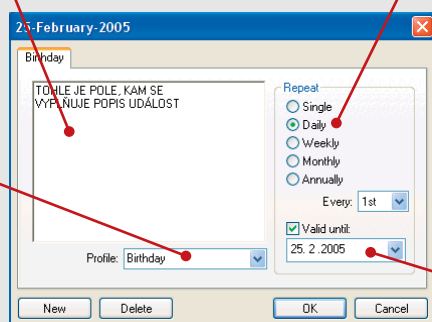 25-February-2005
Birthday
TOHLE JE POLE, KAM SE
VYPLŇUJE POPIS UDÁLOST
Repeat
Single
Daily
Weekly
Monthly
Annually
Every: 1st
Valid until:
25. 2 .2005
Profile: Birthday
New Delete OK Cancel